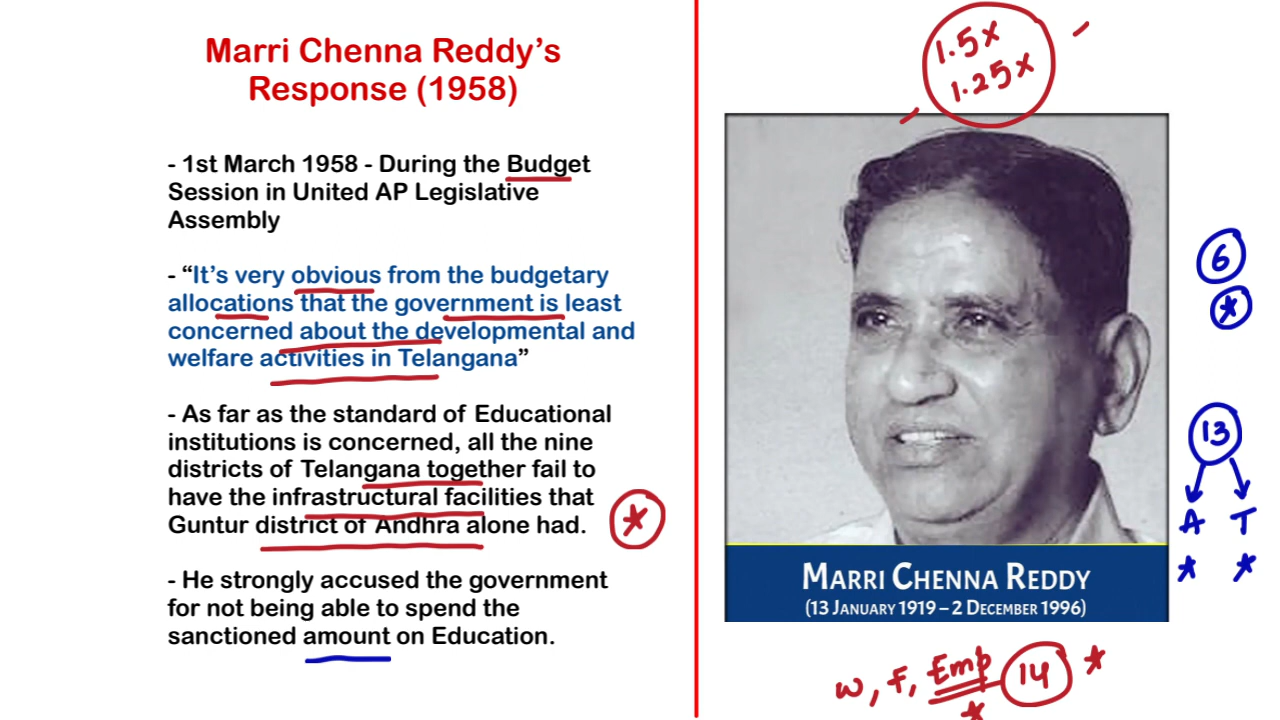 Marri Chenna Reddy’s
Response (1958)
- 1st March 1958 - During the Budget
Session in United AP Legislative
Assembly
- “It’s very obvious from the budgetary
allocations that the government is least
concerned about the developmental and
welfare activities in Telangana”
- As far as the standard of Educational
institutions is concerned, all the nine
districts of Telangana together fail to
have the infrastructural facilities that
Guntur district of Andhra alone had.
- He strongly accused the government
for not being able to spend the
sanctioned amount on Education.
1.5x
1.25x
MARRI CHENNA REDDY
(13 JANUARY 1919 – 2 DECEMBER 1996)
6
13
A T
W, F, Emp 14